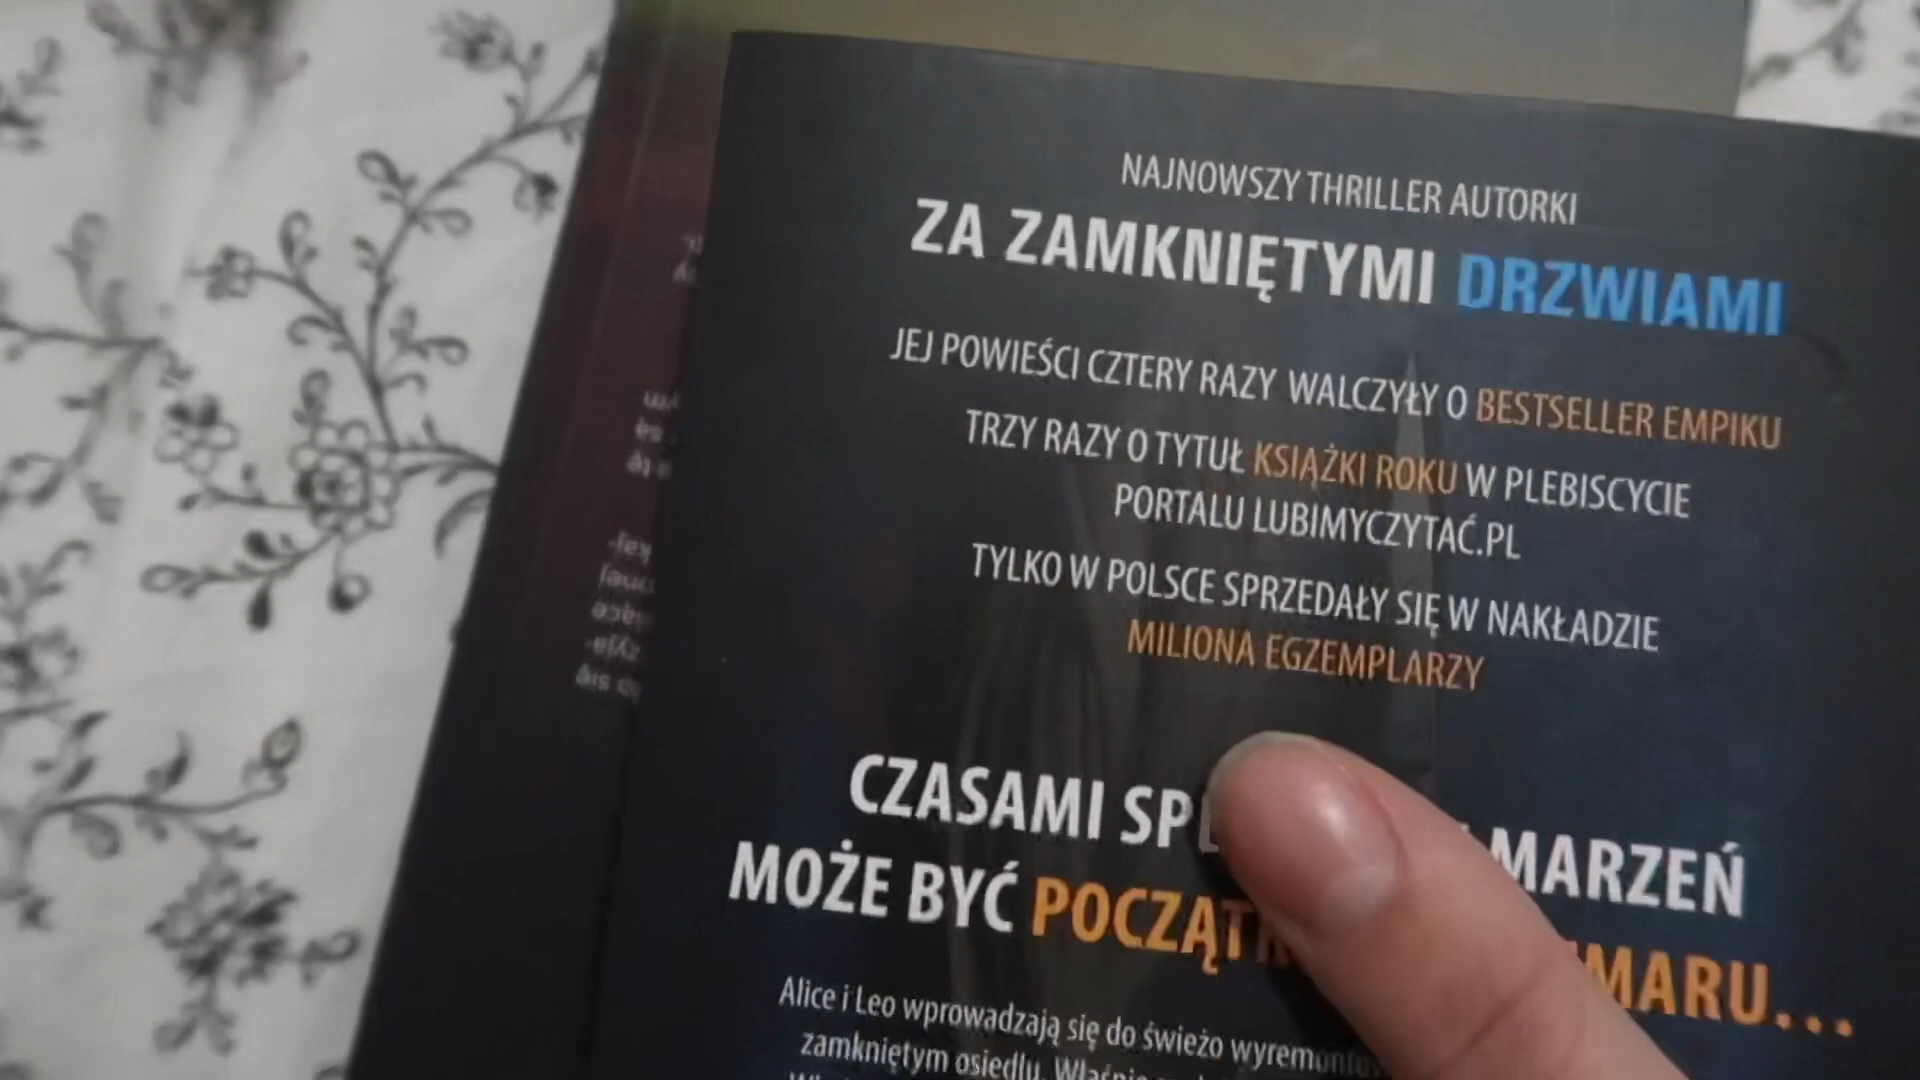 NAJNOWSZY THRILLER AUTORKI
ZA ZAMKNIĘTYMI DRZWIAMI
JEJ POWIEŚCI CZTERY RAZY WALCZYŁY O BESTSELLER EMPIKU
TRZY RAZY O TYTUŁ KSIĄŻKI ROKU W PLEBISCYCIE
PORTALU LUBIMYCZYTAĆ.PL
TYLKO W POLSCE SPRZEDAŁY SIĘ W NAKŁADZIE
MILIONA EGZEMPLARZY
CZASAMI MARZEŃ
MOŻE BYĆ
Alice i Leo wprowadzają się do świeżo
zamkniętym osiedlu.